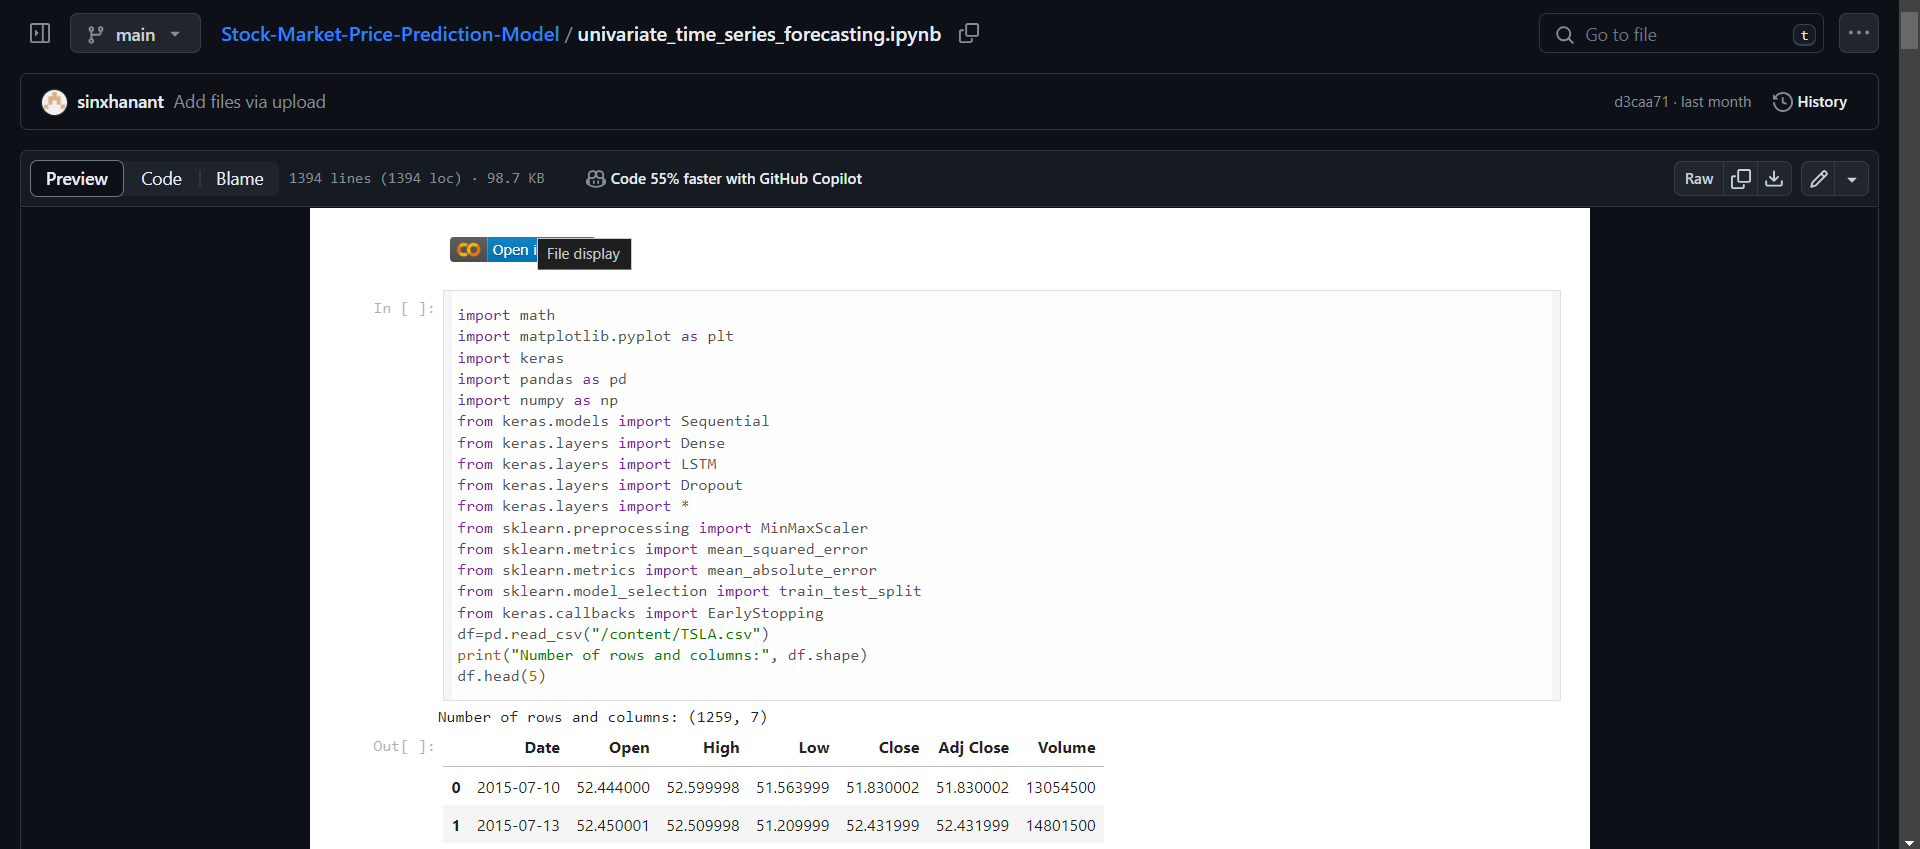 main
Stock-Market-Price-Prediction-Model / univariate_time_series_forecasting.ipynb
Go to file
t
sinxhanant Add files via upload
d3caa71 · last month
History
Preview
Code
Blame
1394 lines (1394 loc) · 98.7 KB
Code 55% faster with GitHub Copilot
Raw
CO Open i
File display
In [ ]:
import math
import matplotlib.pyplot as plt
import keras
import pandas as pd
import numpy as np
from keras.models import Sequential
from keras.layers import Dense
from keras.layers import LSTM
from keras.layers import Dropout
from keras.layers import *
from sklearn.preprocessing import MinMaxScaler
from sklearn.metrics import mean_squared_error
from sklearn.metrics import mean_absolute_error
from sklearn.model_selection import train_test_split
from keras.callbacks import EarlyStopping
df=pd.read_csv("/content/TSLA.csv")
print("Number of rows and columns:", df.shape)
df.head(5)
Number of rows and columns: (1259, 7)
Out[ ]:
Date Open High Low Close Adj Close Volume
0 2015-07-10 52.444000 52.599998 51.563999 51.830002 51.830002 13054500
1 2015-07-13 52.450001 52.509998 51.209999 52.431999 52.431999 14801500